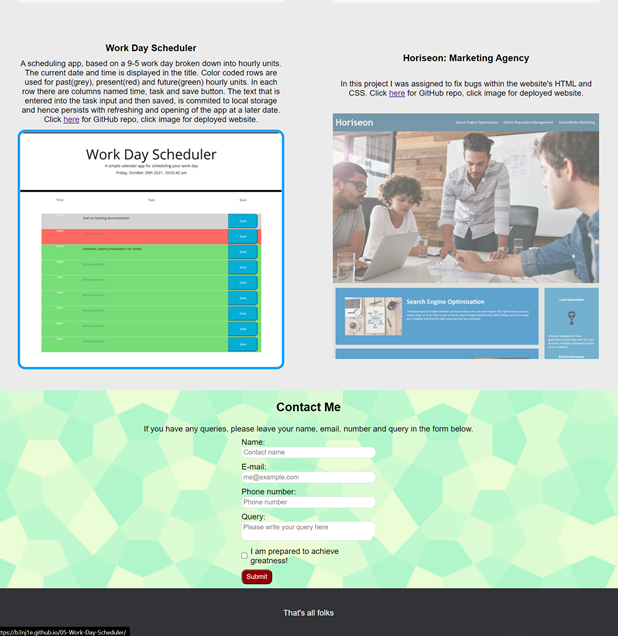 Work Day Scheduler
A scheduling app, based on a 9-5 work day broken down into hourly units.
The current date and time is displayed in the title. Color coded rows are
used for past(grey), present(red) and future(green) hourly units. In each
row there are columns named time, task and save button. The text that is
entered into the task input and then saved, is commited to local storage
and hence persists with refreshing and opening of the app at a later date.
Click here for GitHub repo, click image for deployed website.
Work Day Scheduler
A simple calendar app for scheduling your work day
Friday, October 29th 2021, 10:02:42 am
Time Task Save
Start on landing documentation Save
Save
Save
Save
Save
Save
Save
Save
Save
Horiseon: Marketing Agency
In this project I was assigned to fix bugs within the website's HTML and
CSS. Click here for GitHub repo, click image for deployed website.
Horiseon Search Engine Optimization Online Reputation Management Social Media Marketing
Search Engine Optimization
Lead Generation
Brand Awareness
Contact Me
If you have any queries, please leave your name, email, number and query in the form below.
Name:
Contact name
E-mail:
me@example.com
Phone number:
Phone number
Query:
Please write your query here
I am prepared to achieve
greatness!
Submit
That's all folks
ttps://b3nj1e.github.io/05-Work-Day-Scheduler/